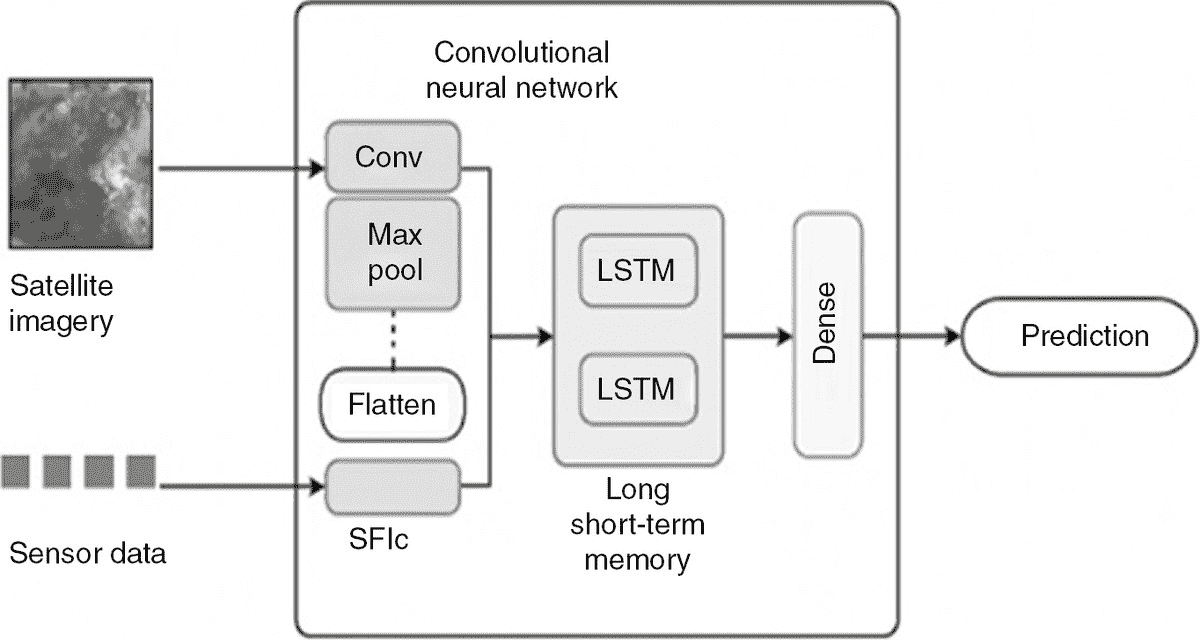 Convolutional
neural network
Conv
Max
pool
Satellite
imagery
Flatten
LSTM
LSTM
Dense
Prediction
Long
short-term
memory
SFIc
Sensor data